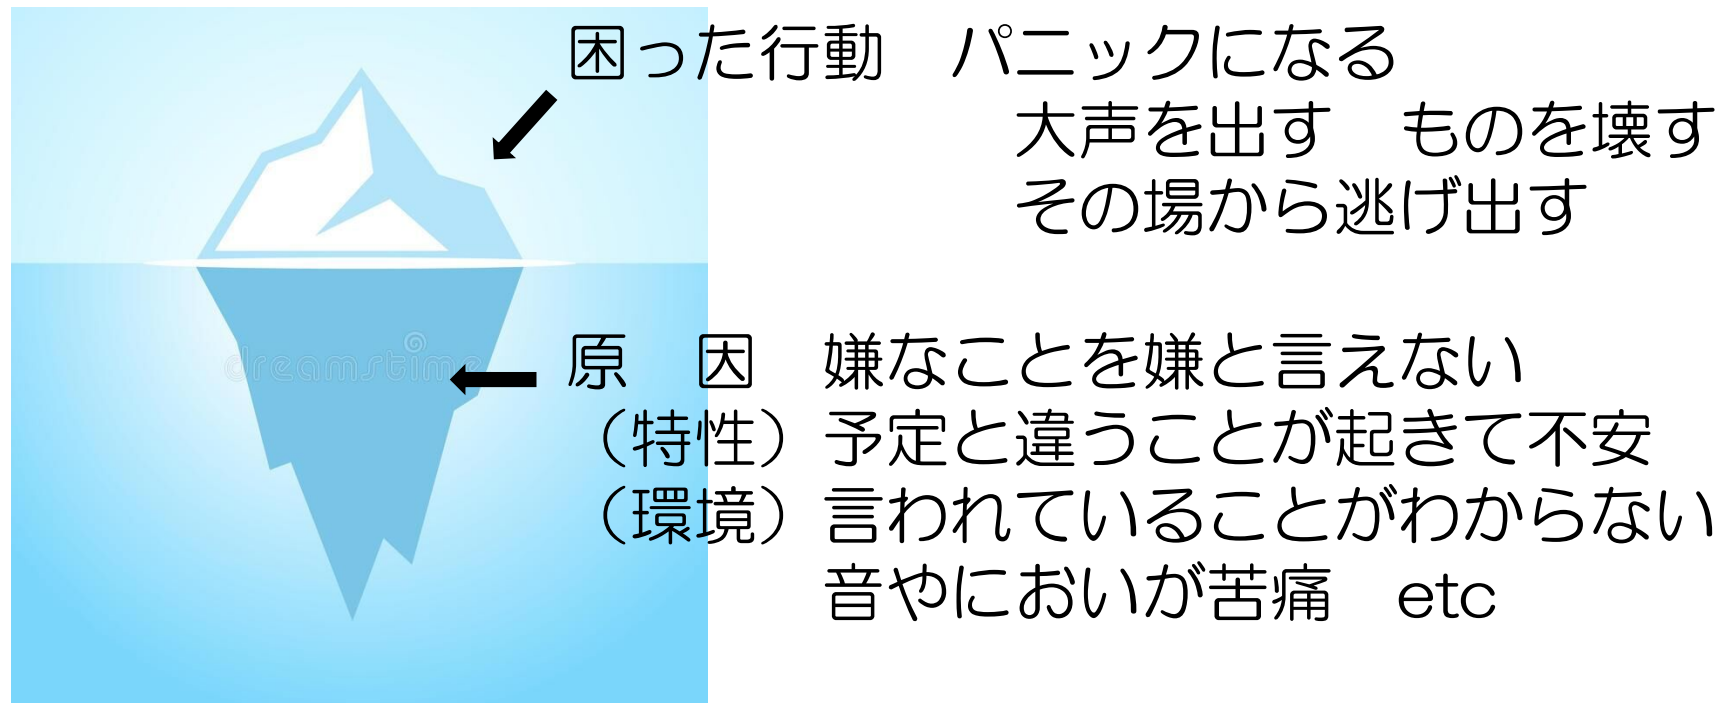 困った行動　パニックになる
大声を出す　ものを壊す
その場から逃げ出す
原　因　嫌なことを嫌と言えない
（特性）予定と違うことが起きて不安
（環境）言われていることがわからない
音やにおいが苦痛　etc
dreamstime